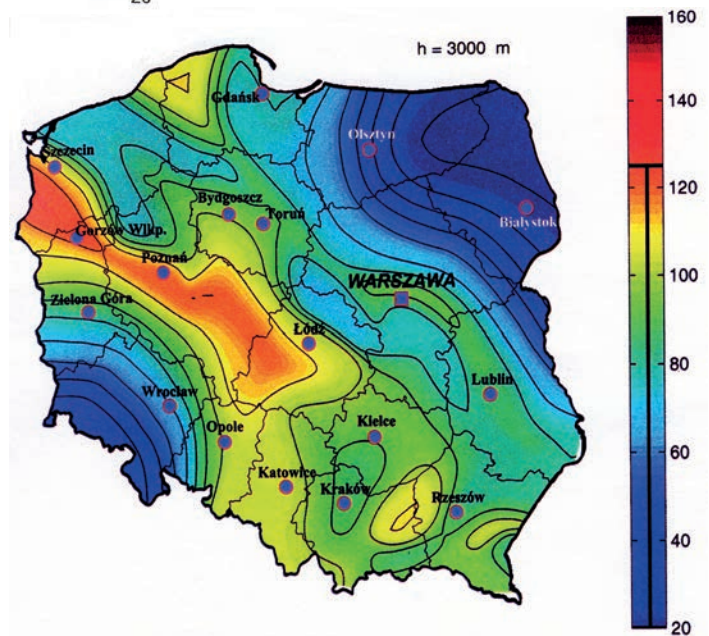 h = 3000 m
160
140
120
100
80
60
40
20
Gdańsk
Olsztyn
Szczecin
Bydgoszcz
Toruń
Białystok
Gorzów Wlkp.
Poznań
WARSZAWA
Zielona Góra
Łódź
Wrocław
Lublin
Opole
Kielce
Katowice
Kraków
Rzeszów